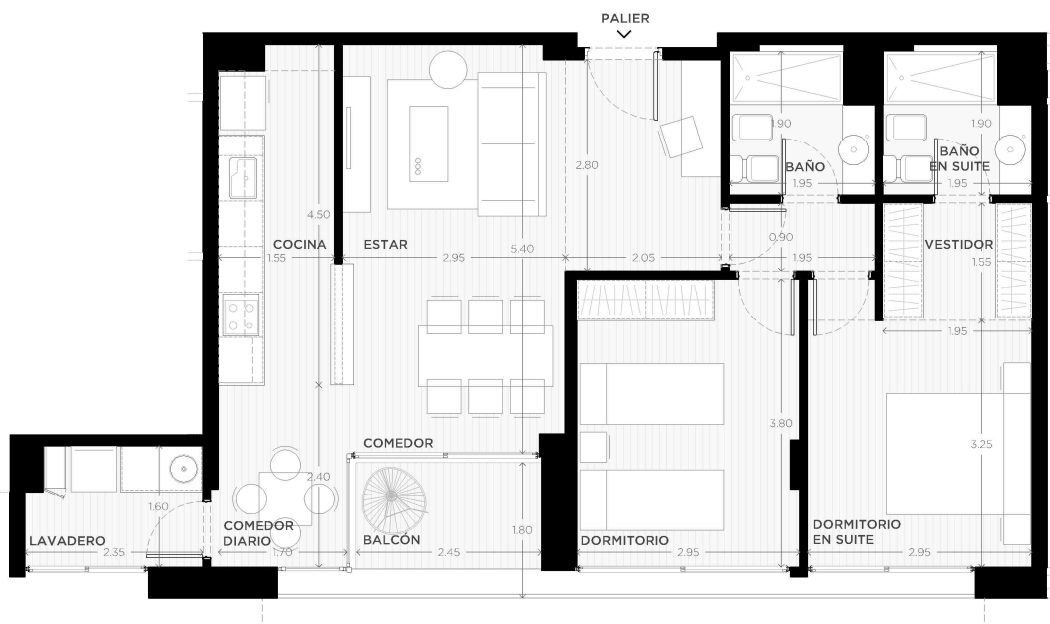 PALIER
1.90
BAÑO
1.95
1.90
BAÑO
EN SUITE
1.95
2.80
4.50
COCINA
1.55
ESTAR
2.95
5.40
2.05
0.90
1.95
VESTIDOR
1.55
1.95
3.80
3.25
COMEDOR
2.40
1.60
LAVADERO
2.35
COMEDOR
DIARIO
1.70
BALCÓN
2.45
1.80
DORMITORIO
2.95
DORMITORIO
EN SUITE
2.95